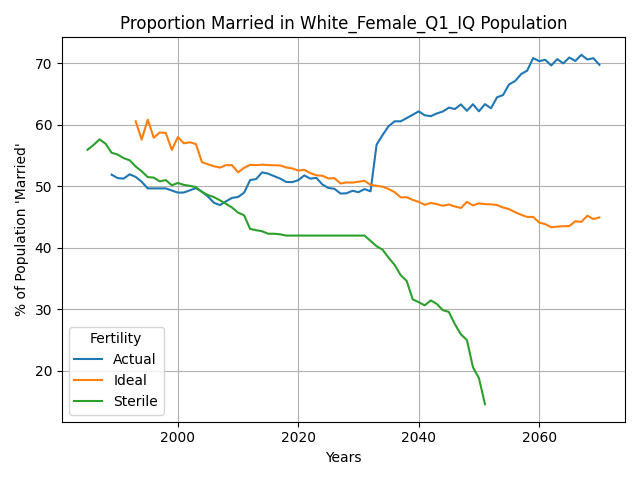 Proportion Married in White_Female_Q1_IQ Population
% of Population 'Married'
70
60
50
40
30
20
Fertility
Actual
Ideal
Sterile
2000 2020 2040 2060
Years